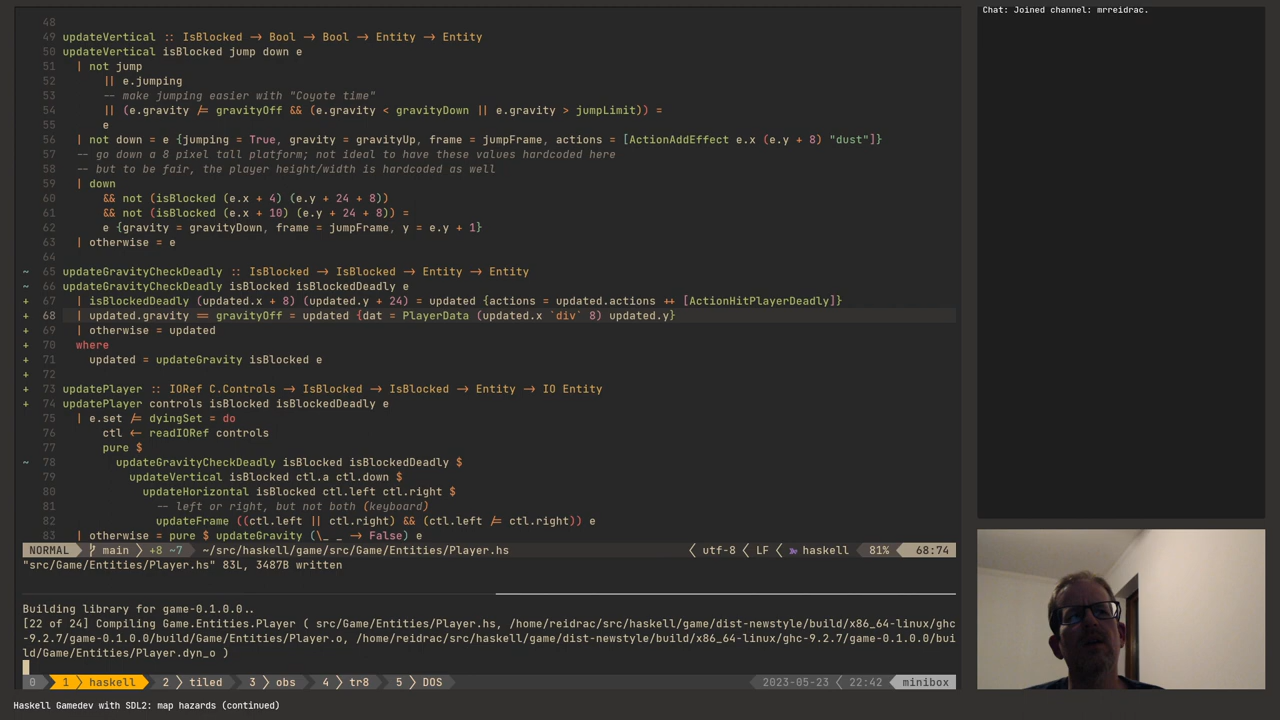 Chat: Joined channel: mrreidrac.
48
49 updateVertical :: IsBlocked → Bool → Bool → Entity → Entity
50 updateVertical isBlocked jump down e
51 | not jump
52 || e.jumping
53 -- make jumping easier with "Coyote time"
54 || (e.gravity /= gravityOff && (e.gravity < gravityDown || e.gravity > jumpLimit)) =
55 e
56 | not down = e {jumping = True, gravity = gravityUp, frame = jumpFrame, actions = [ActionAddEffect e.x (e.y + 8) "dust"]}
57 -- go down a 8 pixel tall platform; not ideal to have these values hardcoded here
58 -- but to be fair, the player height/width is hardcoded as well
59 | down
60 && not (isBlocked (e.x + 4) (e.y + 24 + 8))
61 && not (isBlocked (e.x + 10) (e.y + 24 + 8)) =
62 e {gravity = gravityDown, frame = jumpFrame, y = e.y + 1}
63 | otherwise = e
64
~ 65 updateGravityCheckDeadly :: IsBlocked → IsBlocked → Entity → Entity
~ 66 updateGravityCheckDeadly isBlocked isBlockedDeadly e
+ 67 | isBlockedDeadly (updated.x + 8) (updated.y + 24) = updated {actions = updated.actions ++ [ActionHitPlayerDeadly]}
+ 68 | updated.gravity == gravityOff = updated {dat = PlayerData (updated.x `div` 8) updated.y}
+ 69 | otherwise = updated
+ 70 where
+ 71 updated = updateGravity isBlocked e
+ 72
+ 73 updatePlayer :: IORef C.Controls → IsBlocked → IsBlocked → Entity → IO Entity
+ 74 updatePlayer controls isBlocked isBlockedDeadly e
75 | e.set /= dyingSet = do
76 ctl ← readIORef controls
77 pure $
~ 78 updateGravityCheckDeadly isBlocked isBlockedDeadly $
79 updateVertical isBlocked ctl.a ctl.down $
80 updateHorizontal isBlocked ctl.left ctl.right $
81 -- left or right, but not both (keyboard)
82 updateFrame ((ctl.left || ctl.right) && (ctl.left /= ctl.right)) e
83 | otherwise = pure $ updateGravity (\_ _ → False) e
NORMAL main +8 ~7 ~/src/haskell/game/src/Game/Entities/Player.hs utf-8 LF haskell 81% 68:74
"src/Game/Entities/Player.hs" 83L, 3487B written
Building library for game-0.1.0.0..
[22 of 24] Compiling Game.Entities.Player ( src/Game/Entities/Player.hs, /home/reidrac/src/haskell/game/dist-newstyle/build/x86_64-linux/ghc
-9.2.7/game-0.1.0.0/build/Game/Entities/Player.o, /home/reidrac/src/haskell/game/dist-newstyle/build/x86_64-linux/ghc-9.2.7/game-0.1.0.0/bui
ld/Game/Entities/Player.dyn_o )
0 1 haskell 2 tiled 3 obs 4 tr8 5 DOS 2023-05-23 22:42 minibox
Haskell Gamedev with SDL2: map hazards (continued)